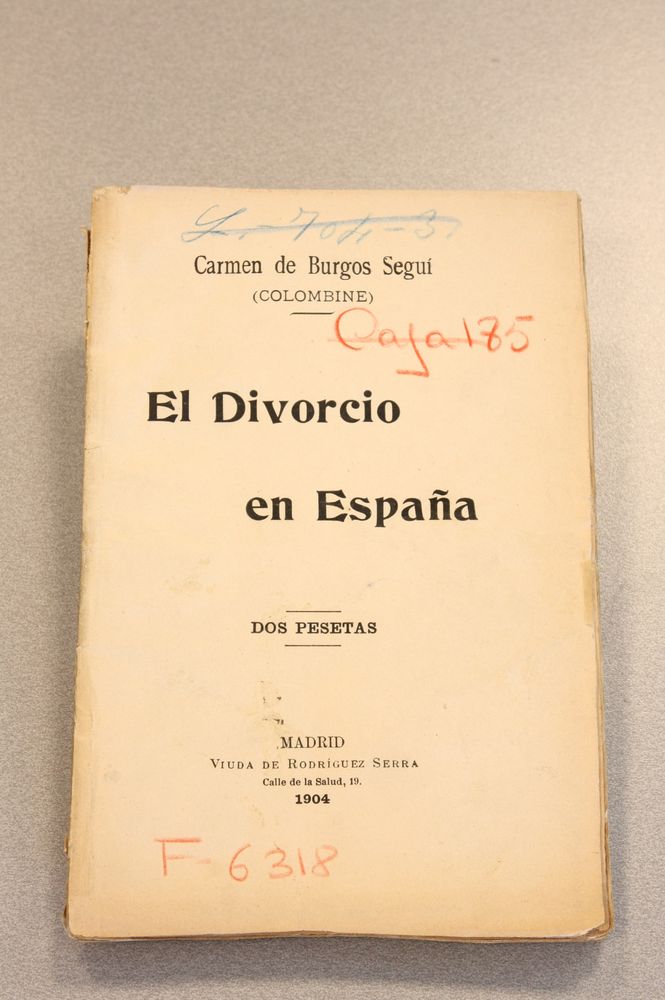 L.-704-3.
Carmen de Burgos Seguí
(COLOMBINE)
Caja 185
El Divorcio
en España
DOS PESETAS
MADRID
VIUDA DE RODRÍGUEZ SERRA
Calle de la Salud, 19.
1904
F-6318